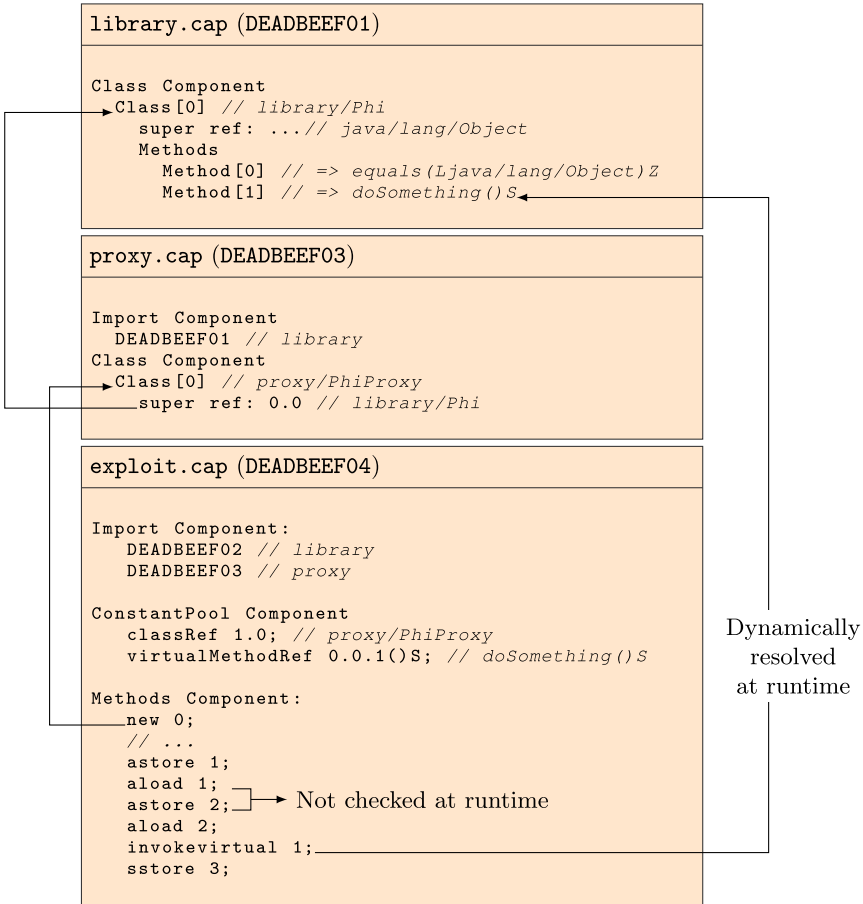 library.cap (DEADBEEF01)
Class Component
Class[0] // library/Phi
super ref: ...// java/lang/Object
Methods
Method[0] // => equals(Ljava/lang/Object)Z
Method[1] // => doSomething()S
proxy.cap (DEADBEEF03)
Import Component
DEADBEEF01 // library
Class Component
Class[0] // proxy/PhiProxy
super ref: 0.0 // library/Phi
exploit.cap (DEADBEEF04)
Import Component:
DEADBEEF02 // library
DEADBEEF03 // proxy
ConstantPool Component
classRef 1.0; // proxy/PhiProxy
virtualMethodRef 0.0.1()S; // doSomething()S
Methods Component:
new 0;
// ...
astore 1;
aload 1;
astore 2;
Not checked at runtime
aload 2;
invokevirtual 1;
sstore 3;
Dynamically
resolved
at runtime